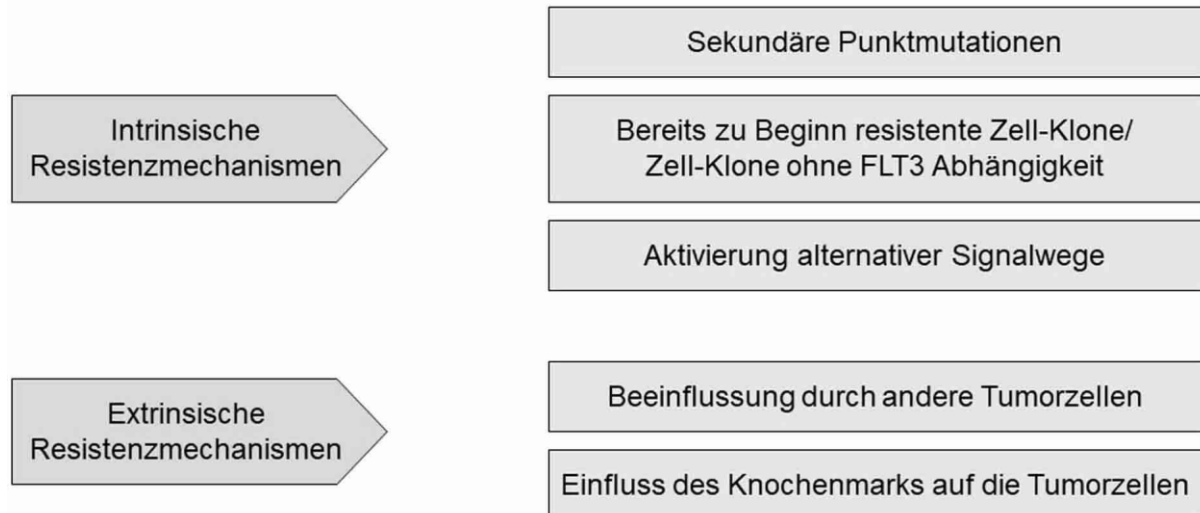 Sekundäre Punktmutationen
Intrinsische
Resistenzmechanismen
Bereits zu Beginn resistente Zell-Klone/
Zell-Klone ohne FLT3 Abhängigkeit
Aktivierung alternativer Signalwege
Extrinsische
Resistenzmechanismen
Beeinflussung durch andere Tumorzellen
Einfluss des Knochenmarks auf die Tumorzellen